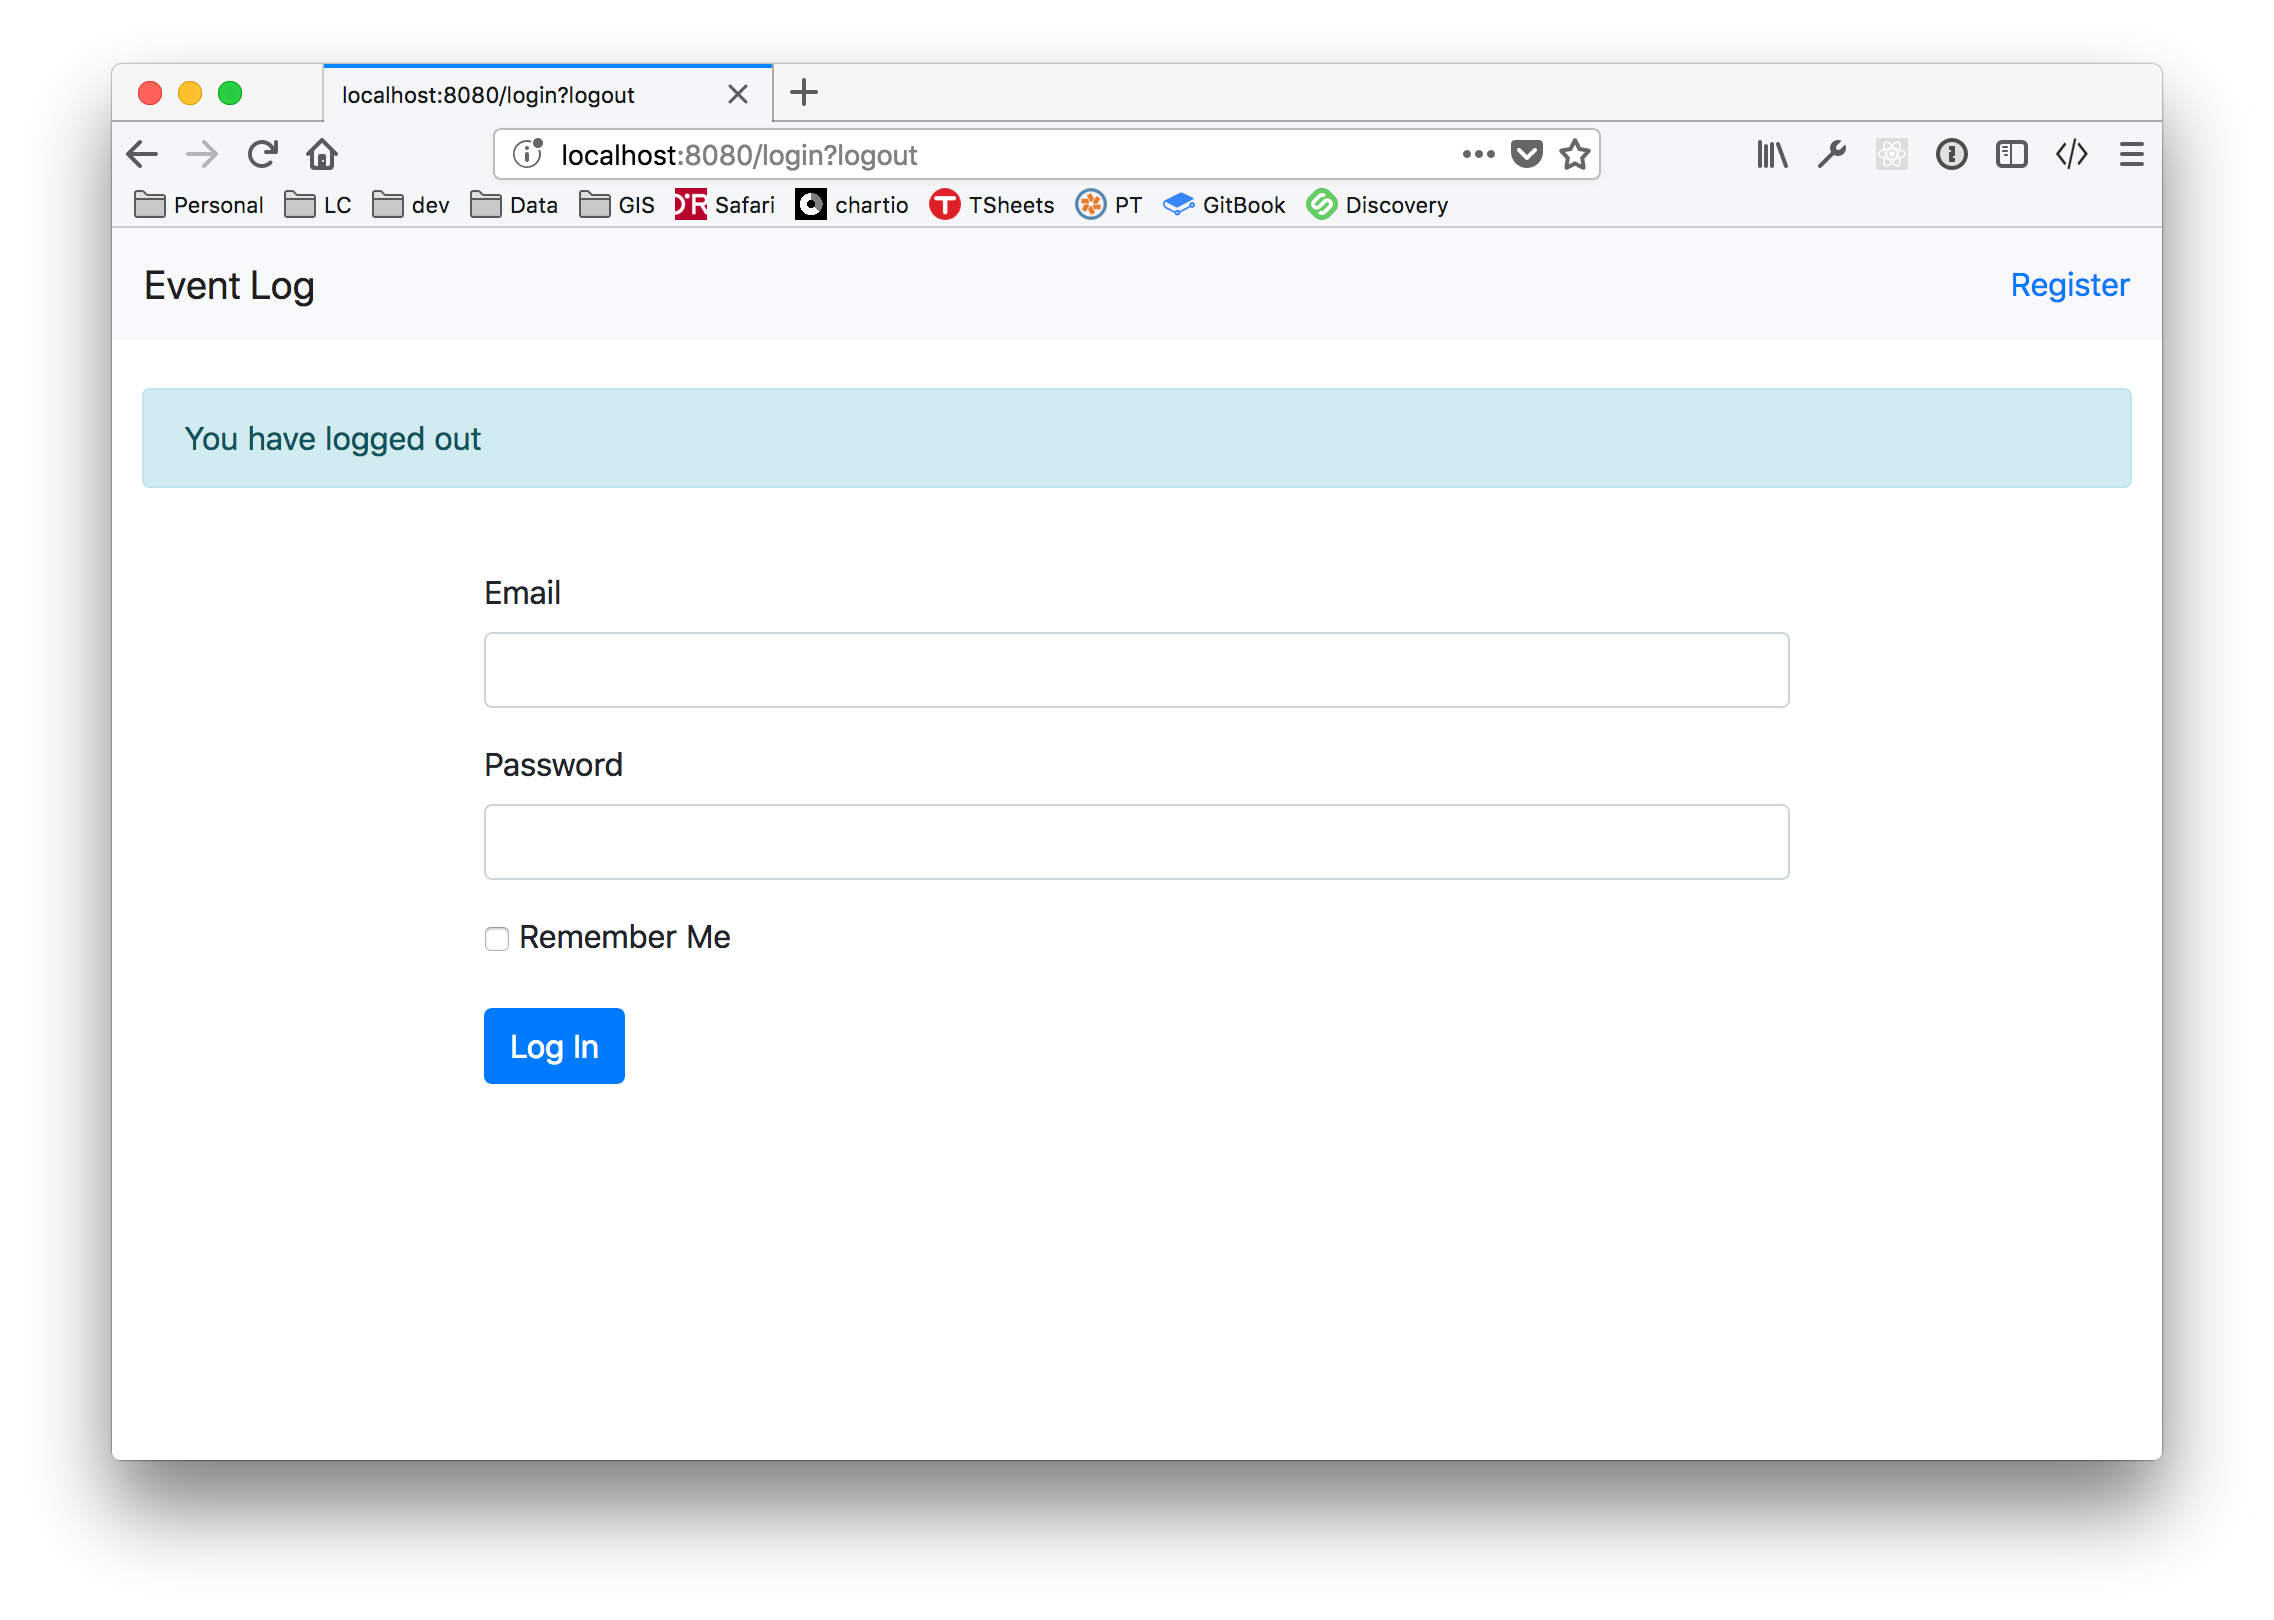 localhost:8080/login?logout
localhost:8080/login?logout
Personal LC dev Data GIS Safari chartio TSheets PT GitBook Discovery
Event Log Register
You have logged out
Email
Password
Remember Me
Log In